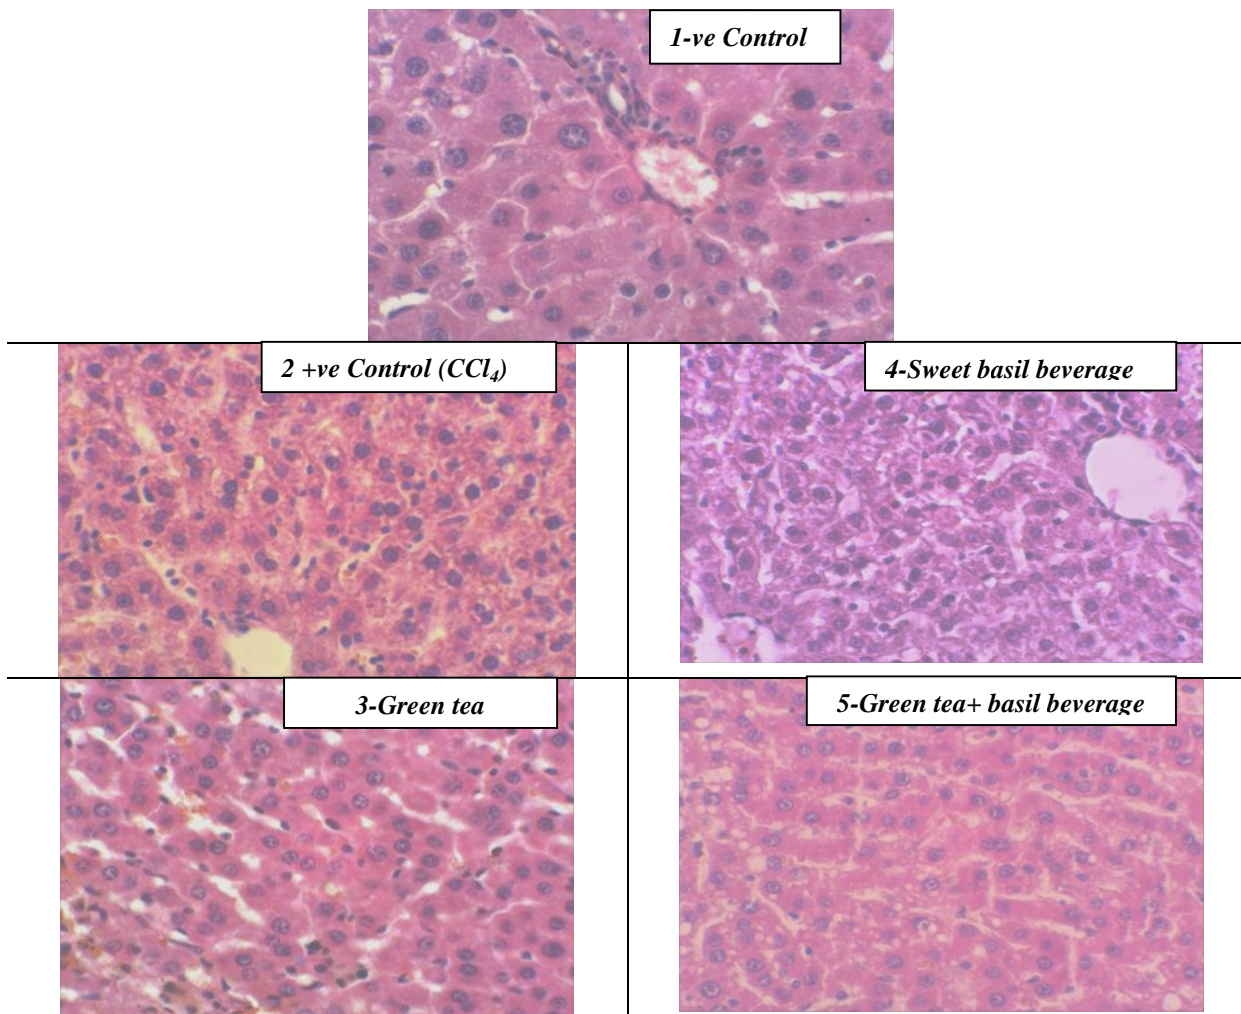 1-ve Control
2 +ve Control (CCl₄)
4-Sweet basil beverage
3-Green tea
5-Green tea+ basil beverage